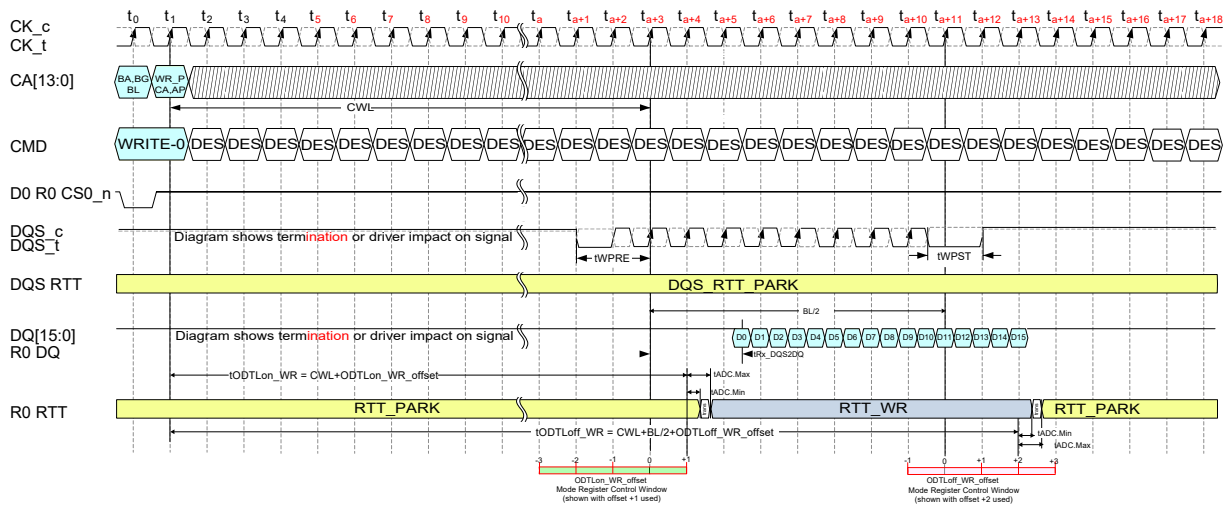 t0 t1 t2 t3 t4 t5 t6 t7 t8 t9 t10 ta ta+1 ta+2 ta+3 ta+4 ta+5 ta+6 ta+7 ta+8 ta+9 ta+10 ta+11 ta+12 ta+13 ta+14 ta+15 ta+16 ta+17 ta+18
CK_c
CK_t
CA[13:0]
BA,BG
BL
WR_P
CA,AP
CWL
CMD
WRITE-0 DES DES DES DES DES DES DES DES DES DES DES DES DES DES DES DES DES DES DES DES DES DES DES DES DES DES DES DES
D0 R0 CS0_n
DQS_c
DQS_t
Diagram shows termination or driver impact on signal
tWPRE
tWPST
DQS RTT
DQS_RTT_PARK
BL/2
DQ[15:0]
R0 DQ
Diagram shows termination or driver impact on signal
D0 D1 D2 D3 D4 D5 D6 D7 D8 D9 D10 D11 D12 D13 D14 D15
tRx_DQS2DQ
tODTLon_WR = CWL+ODTLon_WR_offset
tADC.Max
tADC.Min
R0 RTT
RTT_PARK
RTT_WR
RTT_PARK
tODTLoff_WR = CWL+BL/2+ODTLoff_WR_offset
tADC.Min
tADC.Max
-3 -2 -1 0 +1
ODTLon_WR_offset
Mode Register Control Window
(shown with offset +1 used)
-1 0 +1 +2 +3
ODTLoff_WR_offset
Mode Register Control Window
(shown with offset +2 used)